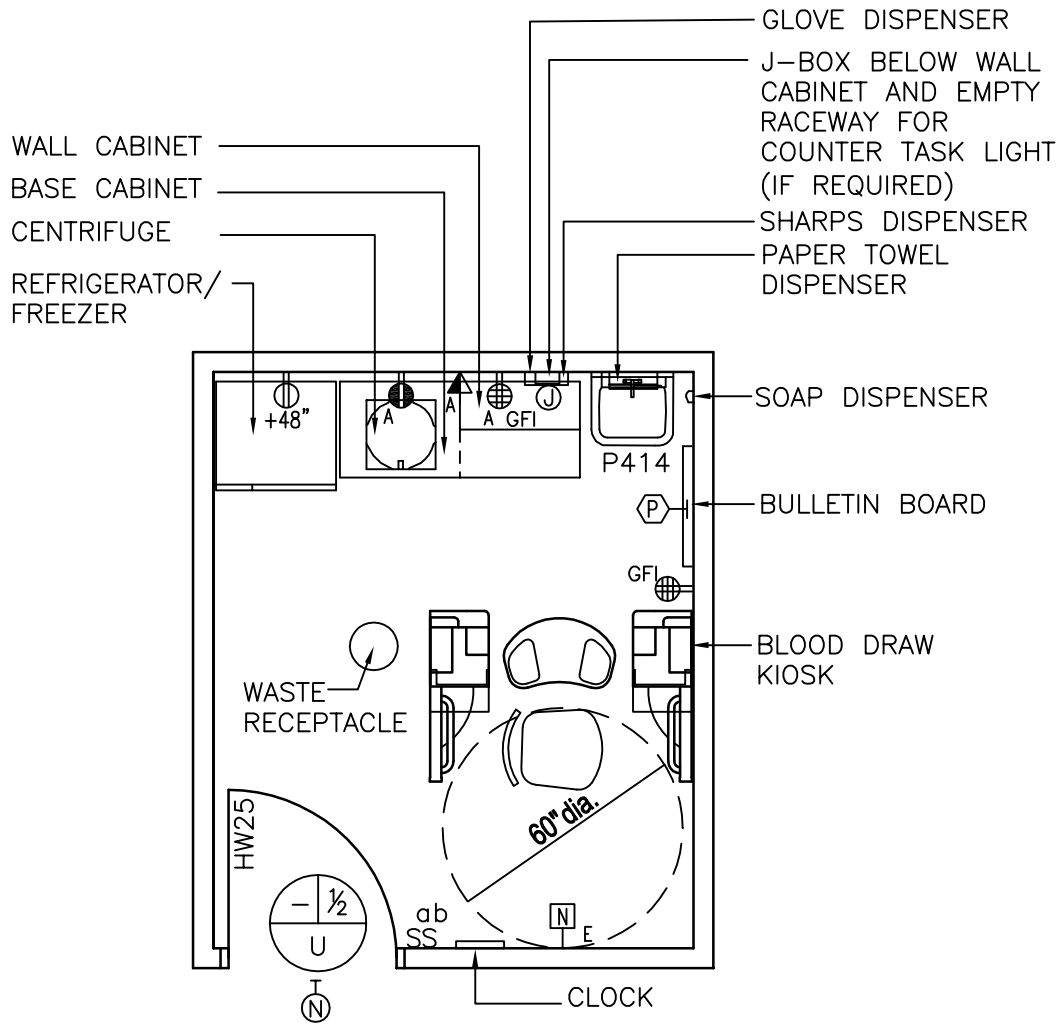 GLOVE DISPENSER
J-BOX BELOW WALL
CABINET AND EMPTY
RACEWAY FOR
COUNTER TASK LIGHT
(IF REQUIRED)
SHARPS DISPENSER
PAPER TOWEL
DISPENSER
WALL CABINET
BASE CABINET
CENTRIFUGE
REFRIGERATOR/
FREEZER
+48"
A
A
A GFI
J
P414
SOAP DISPENSER
BULLETIN BOARD
P
GFI
BLOOD DRAW
KIOSK
WASTE
RECEPTACLE
60" dia.
HW25
- ½
U
N
ab
SS
N
E
CLOCK